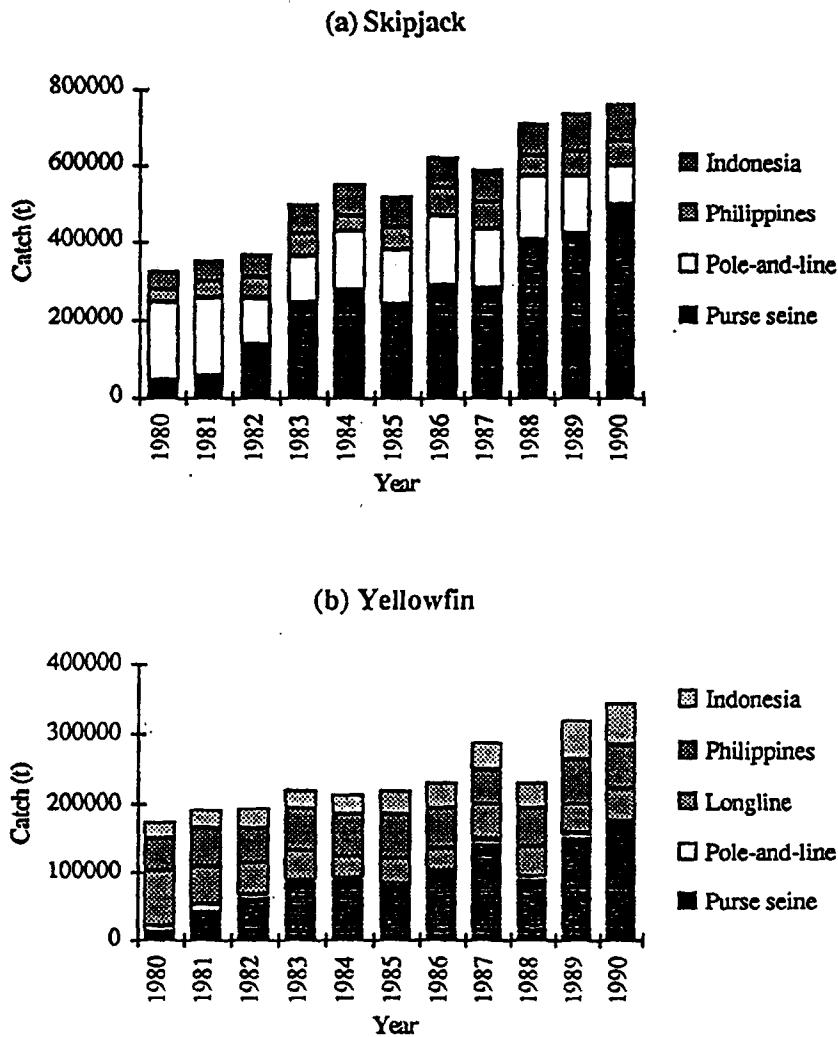 (a) Skipjack
800000
600000
400000
200000
0
Catch (t)
1980 1981 1982 1983 1984 1985 1986 1987 1988 1989 1990
Year
Indonesia
Philippines
Pole-and-line
Purse seine
(b) Yellowfin
400000
300000
200000
100000
0
Catch (t)
1980 1981 1982 1983 1984 1985 1986 1987 1988 1989 1990
Year
Indonesia
Philippines
Longline
Pole-and-line
Purse seine